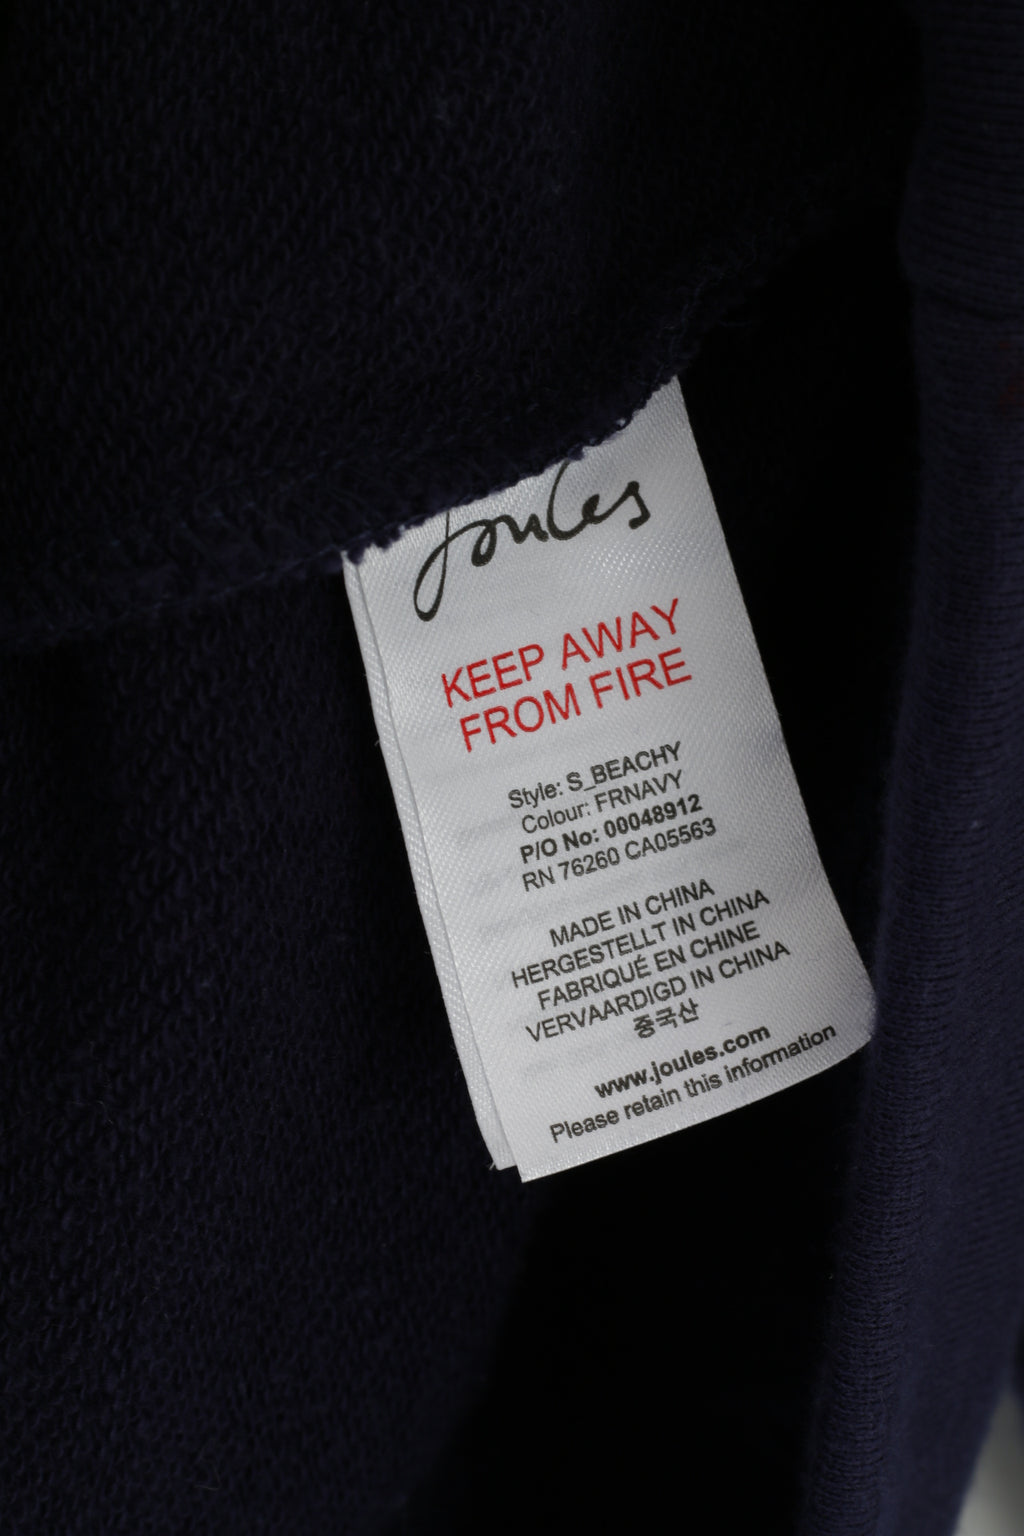 Joules
KEEP AWAY
FROM FIRE
Style: S_BEACHY
Colour: FRNAVY
P/O No: 00048912
RN 76260 CA05563
MADE IN CHINA
HERGESTELLT IN CHINA
FABRIQUÉ EN CHINE
VERVAARDIGD IN CHINA
중국산
www.joules.com
Please retain this information